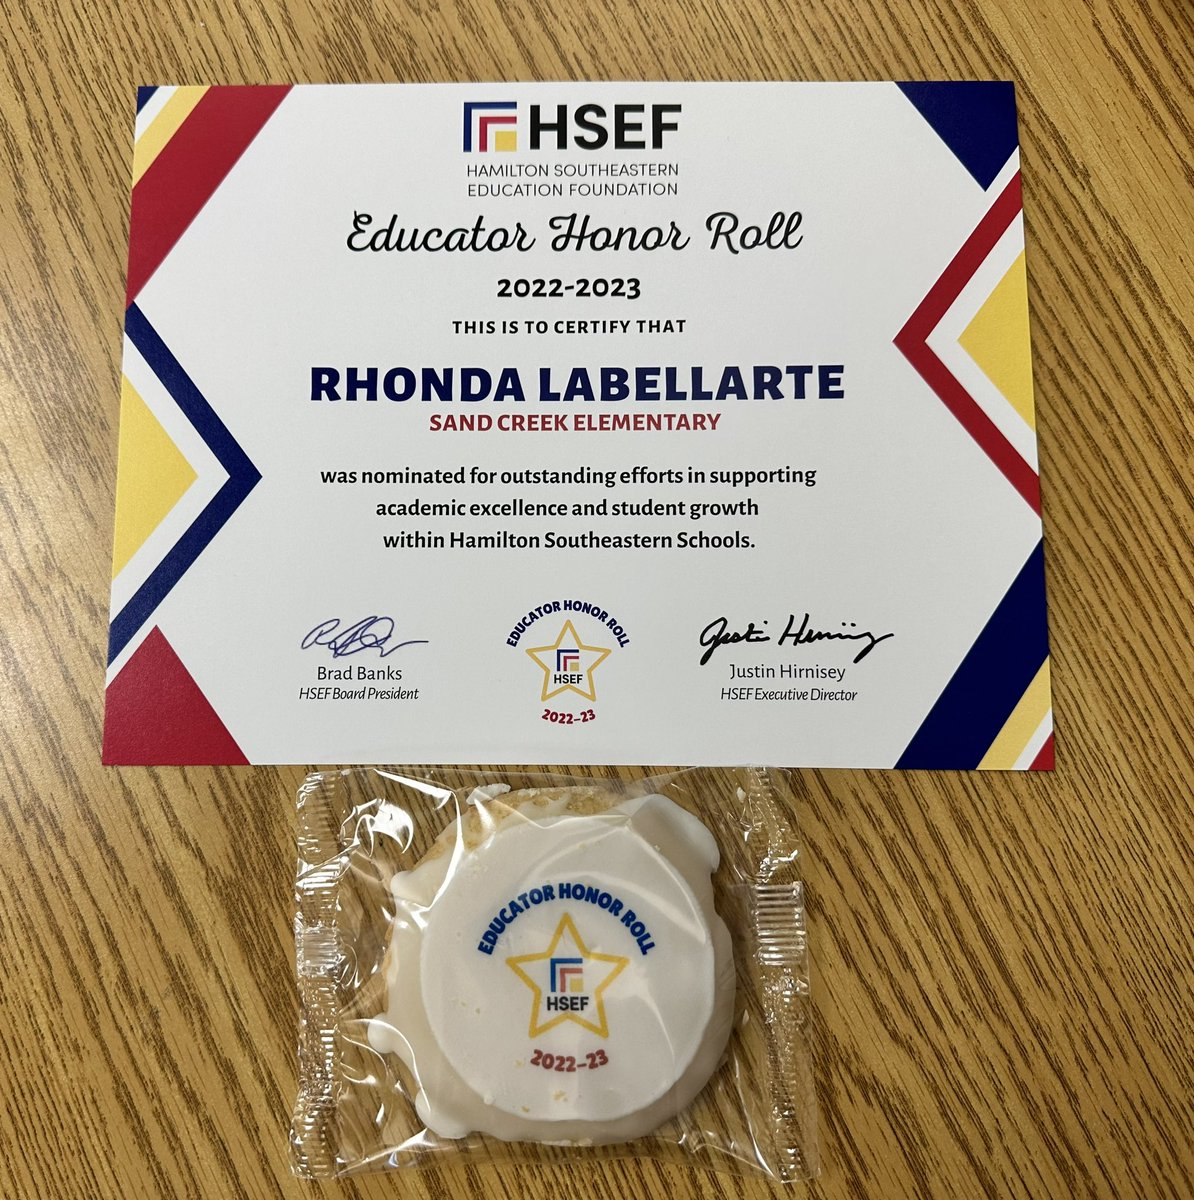 HSEF
HAMILTON SOUTHEASTERN
EDUCATION FOUNDATION
Educator Honor Roll
2022-2023
THIS IS TO CERTIFY THAT
RHONDA LABELLARTE
SAND CREEK ELEMENTARY
was nominated for outstanding efforts in supporting
academic excellence and student growth
within Hamilton Southeastern Schools.
Brad Banks
HSEF Board President
EDUCATOR HONOR ROLL
HSEF
2022-23
Justin Hirnisey
Justin Hirnisey
HSEF Executive Director
EDUCATOR HONOR ROLL
HSEF
2022-23